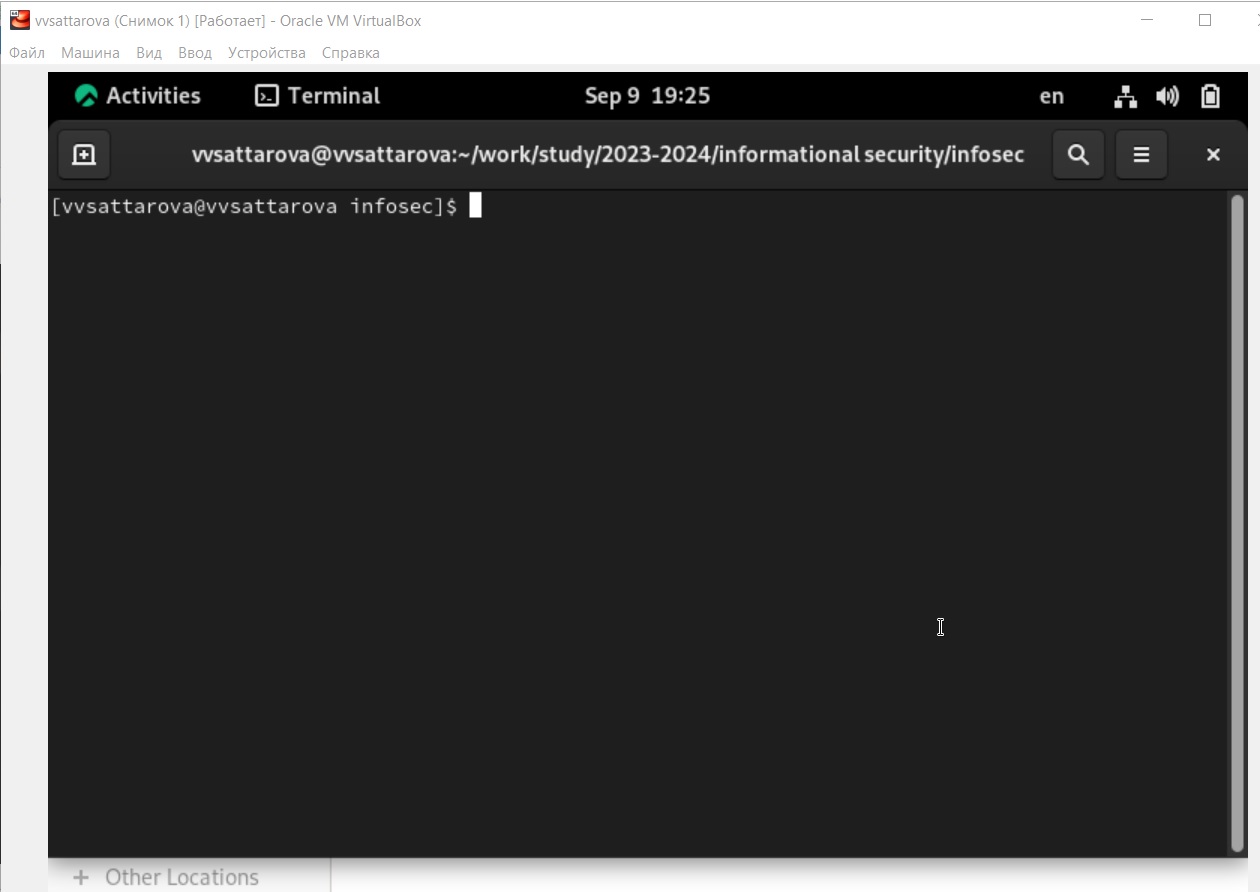 vvsattarova (Снимок 1) [Работает] - Oracle VM VirtualBox
Файл Машина Вид Ввод Устройства Справка
Activities Terminal Sep 9 19:25 en
vvsattarova@vvsattarova:~/work/study/2023-2024/informational security/infosec
[vvsattarova@vvsattarova infosec]$
+ Other Locations